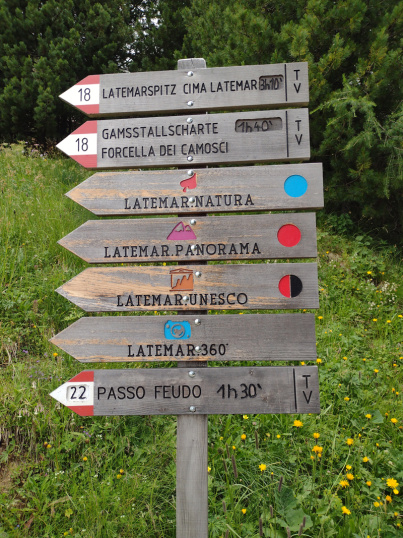 18 LATEMARSPITZ CIMA LATEMAR 3h10' TV
18 GAMSSTALLSCHARTE 1h40' TV
FORCELLA DEI CAMOSCI
LATEMAR.NATURA
LATEMAR.PANORAMA
LATEMAR.UNESCO
LATEMAR.360°
22 PASSO FEUDO 1h30' TV